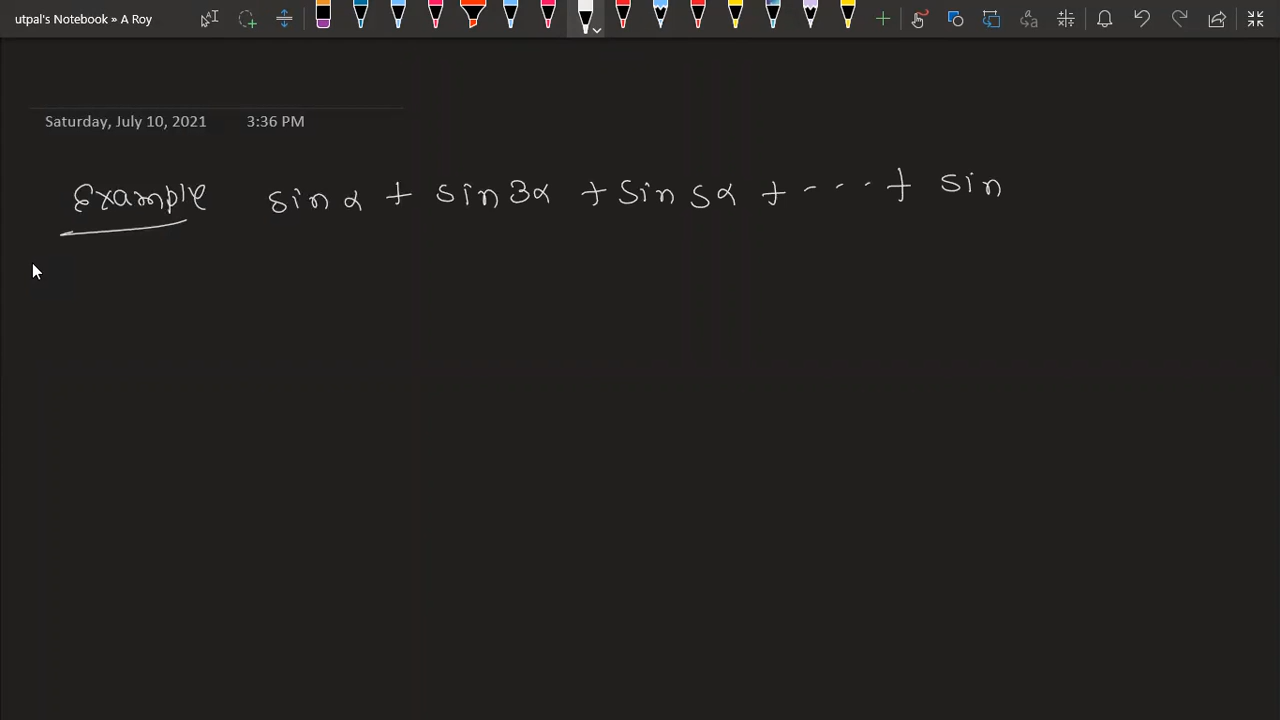 utpal's Notebook » A Roy
Saturday, July 10, 2021 3:36 PM
Example sin α + sin 3α + sin 5α + - - - · + sin